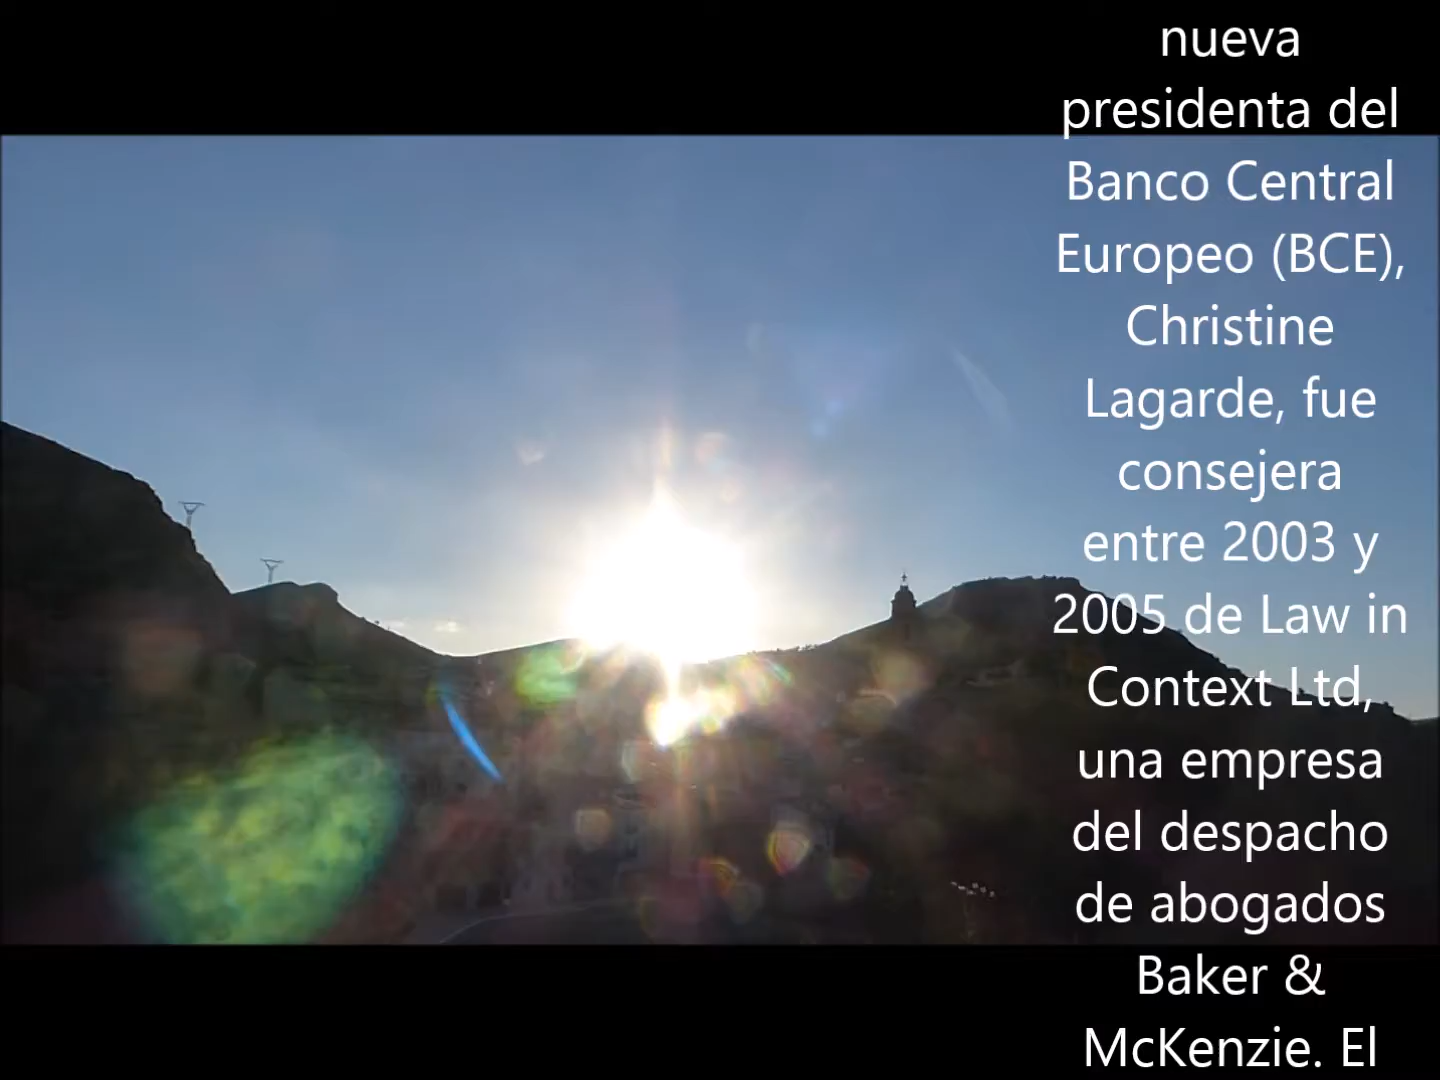 nueva
presidenta del
Banco Central
Europeo (BCE),
Christine
Lagarde, fue
consejera
entre 2003 y
2005 de Law in
Context Ltd,
una empresa
del despacho
de abogados
Baker &
McKenzie. El